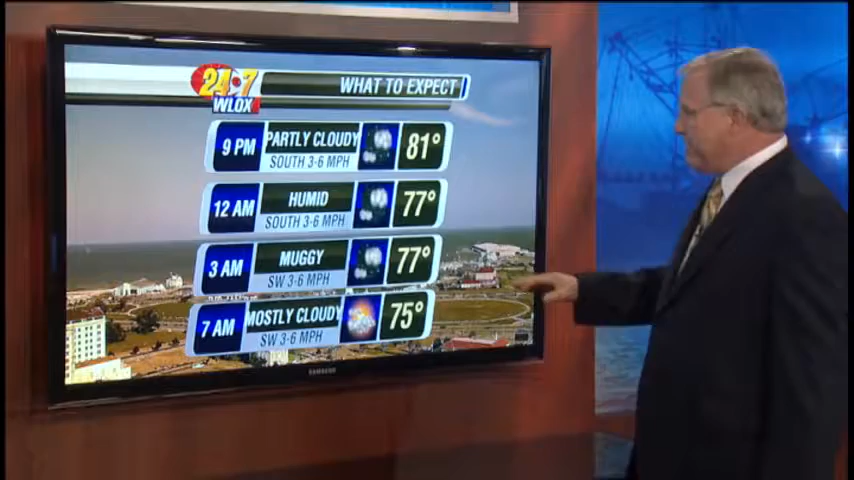 24 7
WLOX
WHAT TO EXPECT
9 PM
PARTLY CLOUDY
SOUTH 3-6 MPH
81°
12 AM
HUMID
SOUTH 3-6 MPH
77°
3 AM
MUGGY
SW 3-6 MPH
77°
7 AM
MOSTLY CLOUDY
SW 3-6 MPH
75°
SAMSUNG